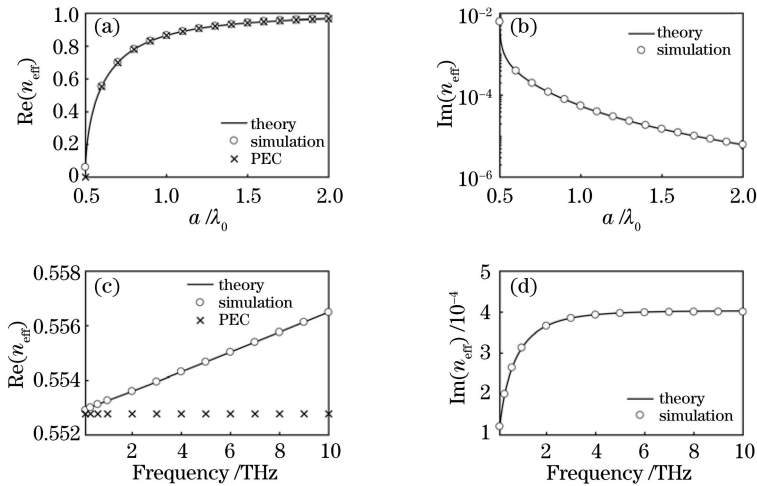 (a)
1.0
0.8
0.6
0.4
0.2
0
Re(n_eff)
theory
simulation
PEC
0.5 1.0 1.5 2.0
a /λ₀
(b)
10⁻²
10⁻⁴
10⁻⁶
Im(n_eff)
theory
simulation
0.5 1.0 1.5 2.0
a /λ₀
(c)
0.558
0.556
0.554
0.552
Re(n_eff)
theory
simulation
PEC
2 4 6 8 10
Frequency /THz
(d)
5
4
3
2
1
Im(n_eff) /10⁻⁴
theory
simulation
2 4 6 8 10
Frequency /THz